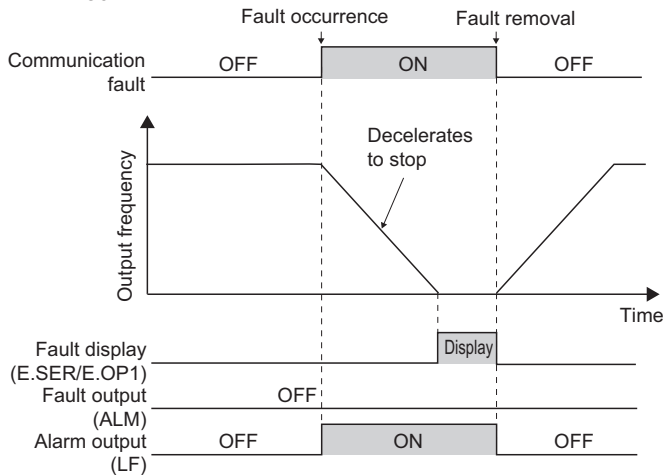 Fault occurrence Fault removal
Communication
fault
OFF ON OFF
Decelerates
to stop
Output frequency
Time
Fault display
(E.SER/E.OP1)
Display
Fault output
(ALM)
OFF
Alarm output
(LF)
OFF ON OFF